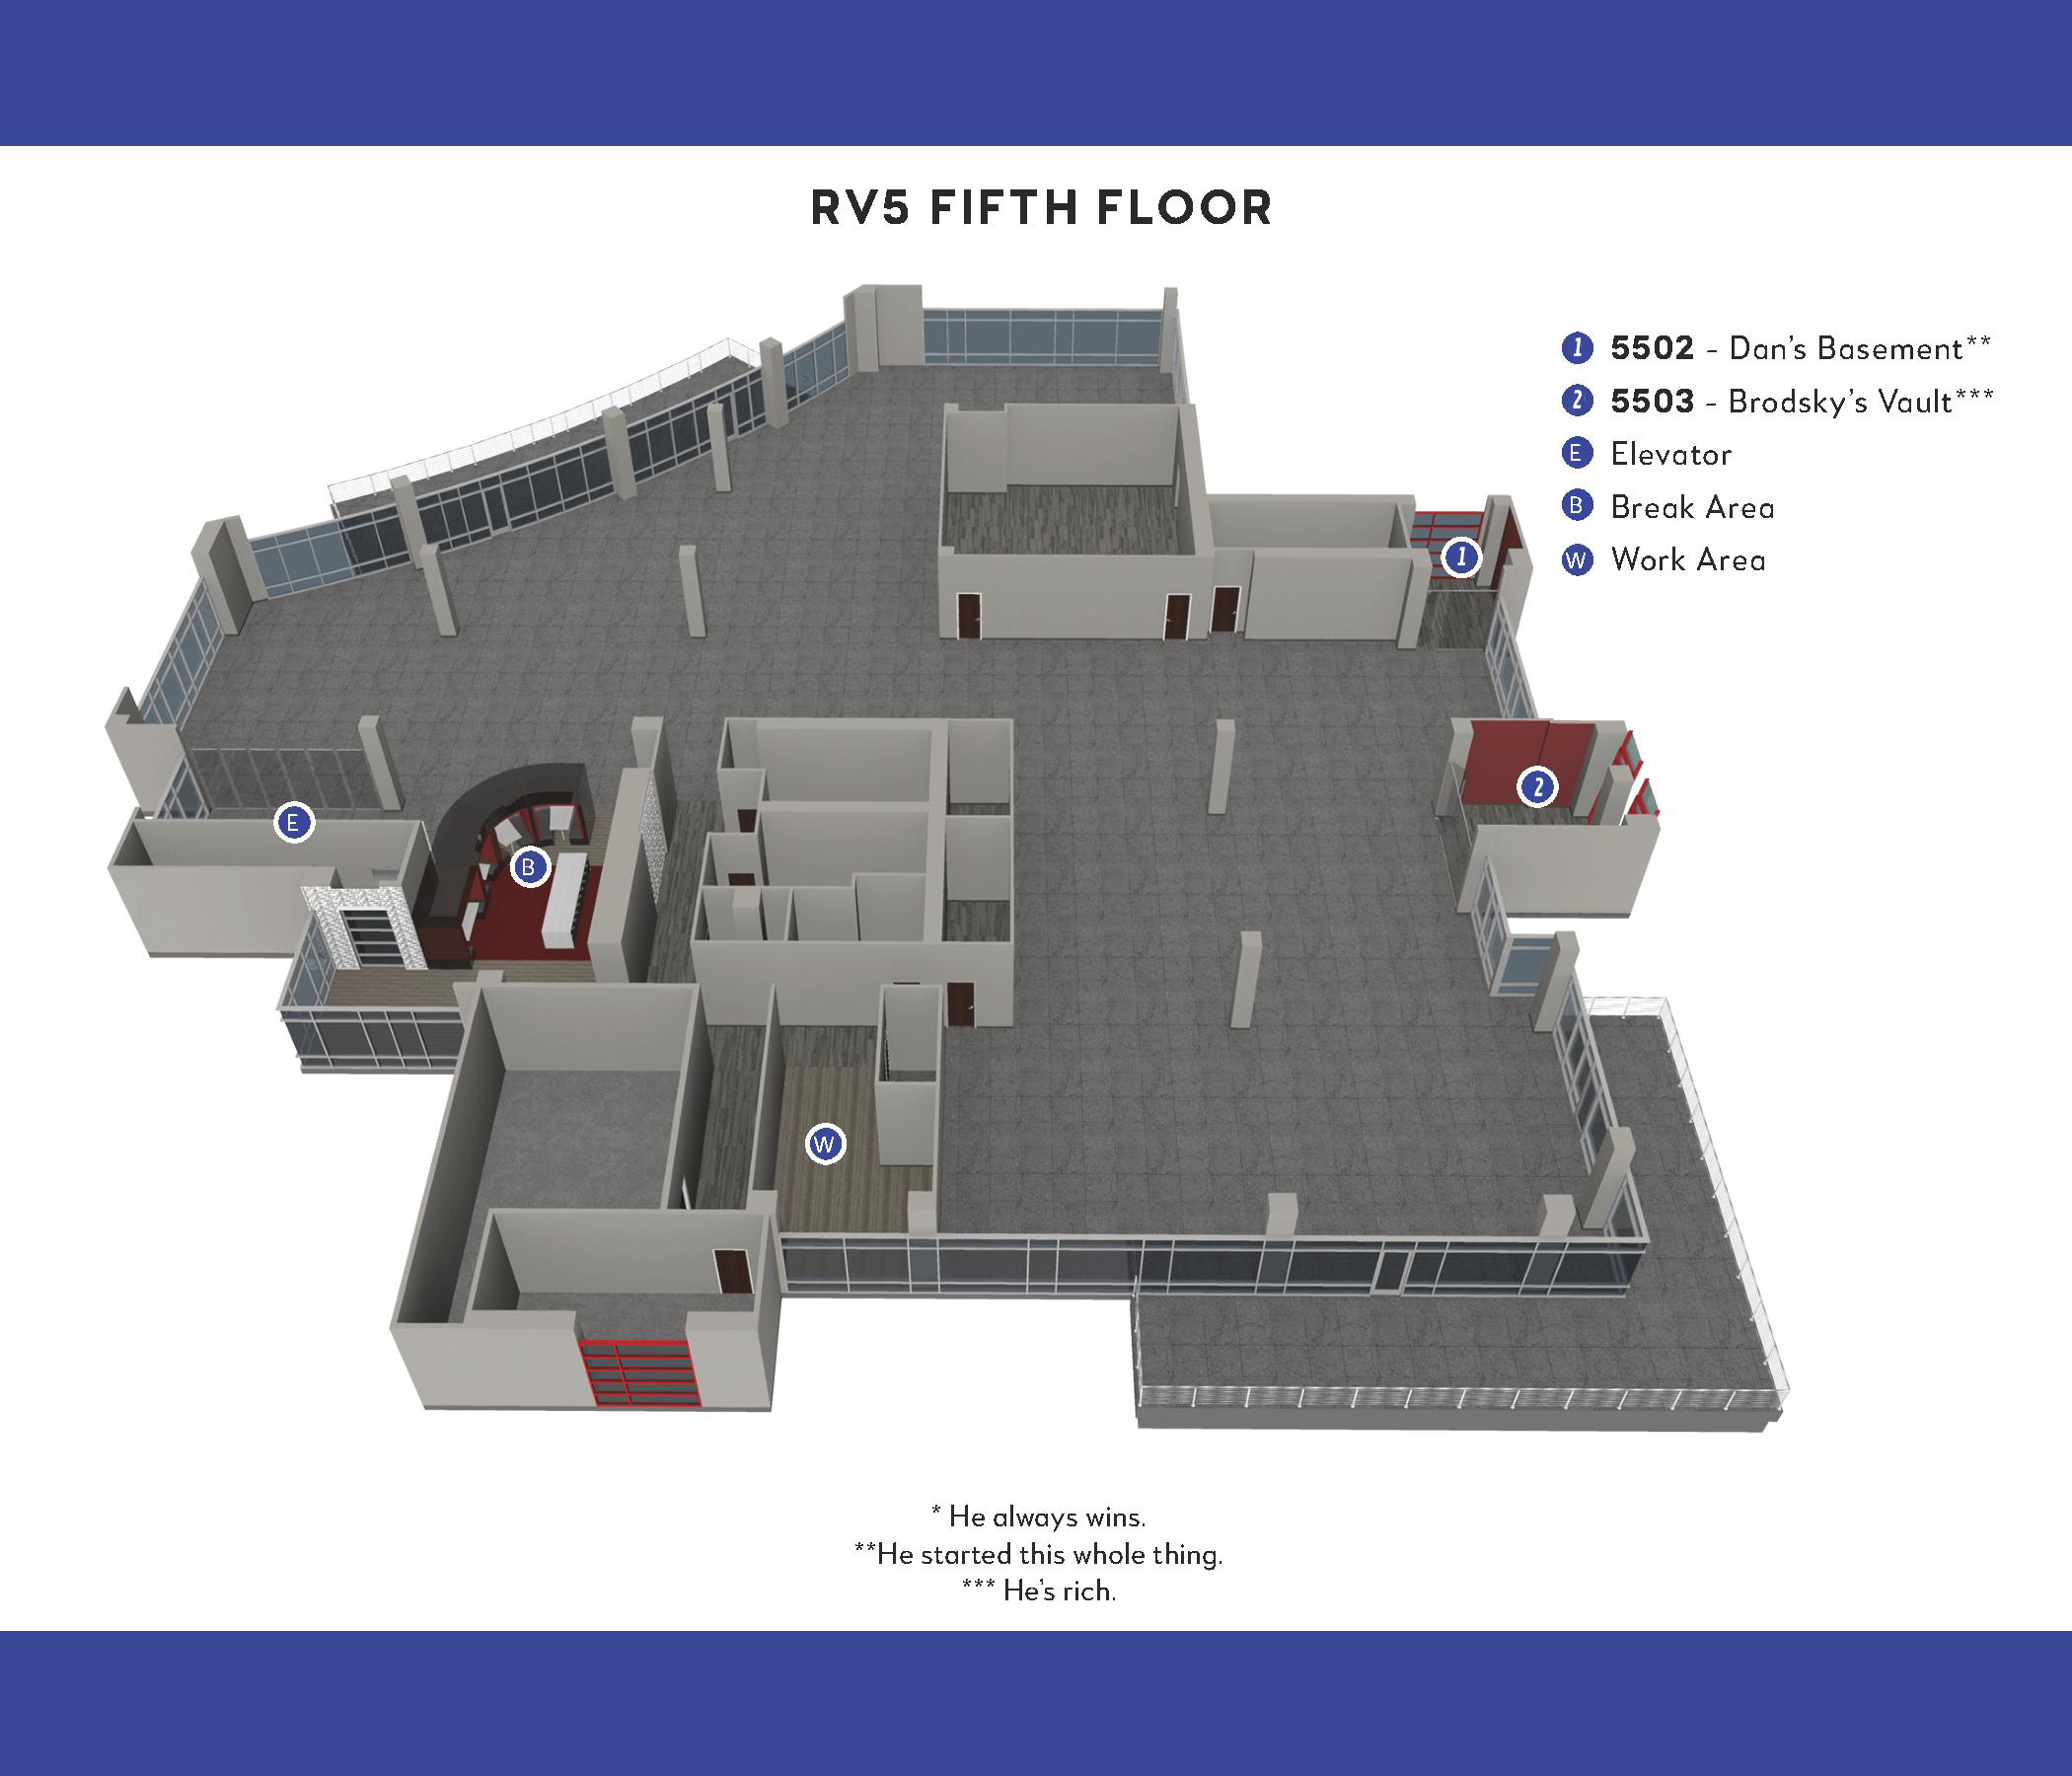 RV5 FIFTH FLOOR
1 5502 - Dan's Basement**
2 5503 - Brodsky's Vault***
E Elevator
B Break Area
W Work Area
1
2
E
B
W
* He always wins.
**He started this whole thing.
*** He's rich.